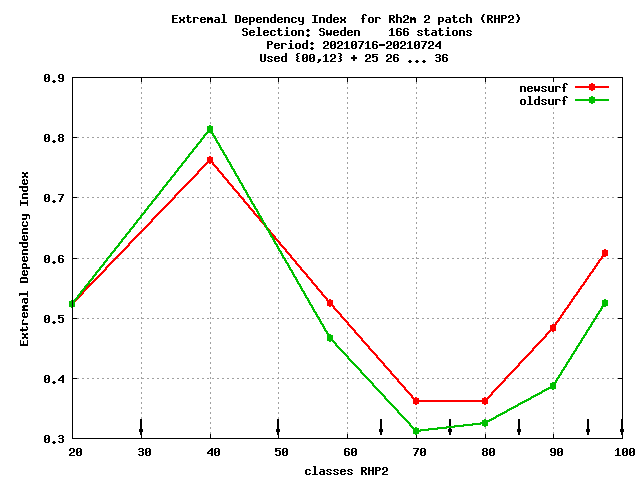 Extremal Dependency Index  for Rh2m 2 patch (RHP2)
Selection: Sweden    166 stations
Period: 20210716-20210724
Used {00,12} + 25 26 ... 36
newsurf
oldsurf
0.9
0.8
0.7
0.6
0.5
0.4
0.3
Extremal Dependency Index
20 30 40 50 60 70 80 90 100
classes RHP2